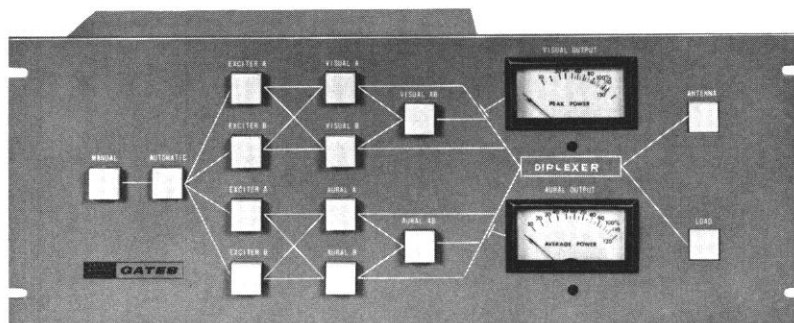 VISUAL OUTPUT
EXCITER A
VISUAL A
PEAK POWER
VISUAL AB
ANTENNA
EXCITER B
VISUAL B
MANUAL
AUTOMATIC
DIPLEXER
EXCITER A
AURAL A
AURAL OUTPUT
AURAL AB
LOAD
AVERAGE POWER
EXCITER B
AURAL B
GATES